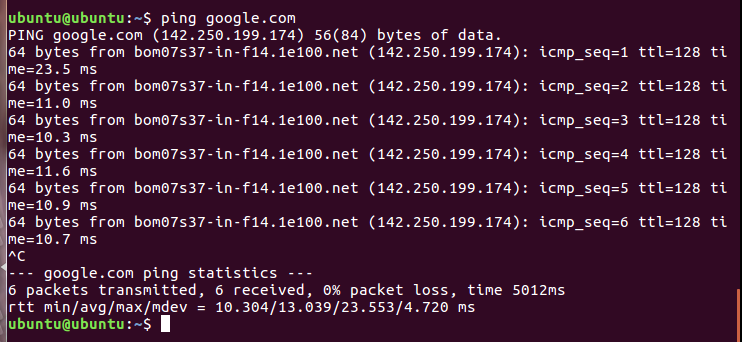 ubuntu@ubuntu:~$ ping google.com
PING google.com (142.250.199.174) 56(84) bytes of data.
64 bytes from bom07s37-in-f14.1e100.net (142.250.199.174): icmp_seq=1 ttl=128 ti
me=23.5 ms
64 bytes from bom07s37-in-f14.1e100.net (142.250.199.174): icmp_seq=2 ttl=128 ti
me=11.0 ms
64 bytes from bom07s37-in-f14.1e100.net (142.250.199.174): icmp_seq=3 ttl=128 ti
me=10.3 ms
64 bytes from bom07s37-in-f14.1e100.net (142.250.199.174): icmp_seq=4 ttl=128 ti
me=11.6 ms
64 bytes from bom07s37-in-f14.1e100.net (142.250.199.174): icmp_seq=5 ttl=128 ti
me=10.9 ms
64 bytes from bom07s37-in-f14.1e100.net (142.250.199.174): icmp_seq=6 ttl=128 ti
me=10.7 ms
^C
--- google.com ping statistics ---
6 packets transmitted, 6 received, 0% packet loss, time 5012ms
rtt min/avg/max/mdev = 10.304/13.039/23.553/4.720 ms
ubuntu@ubuntu:~$